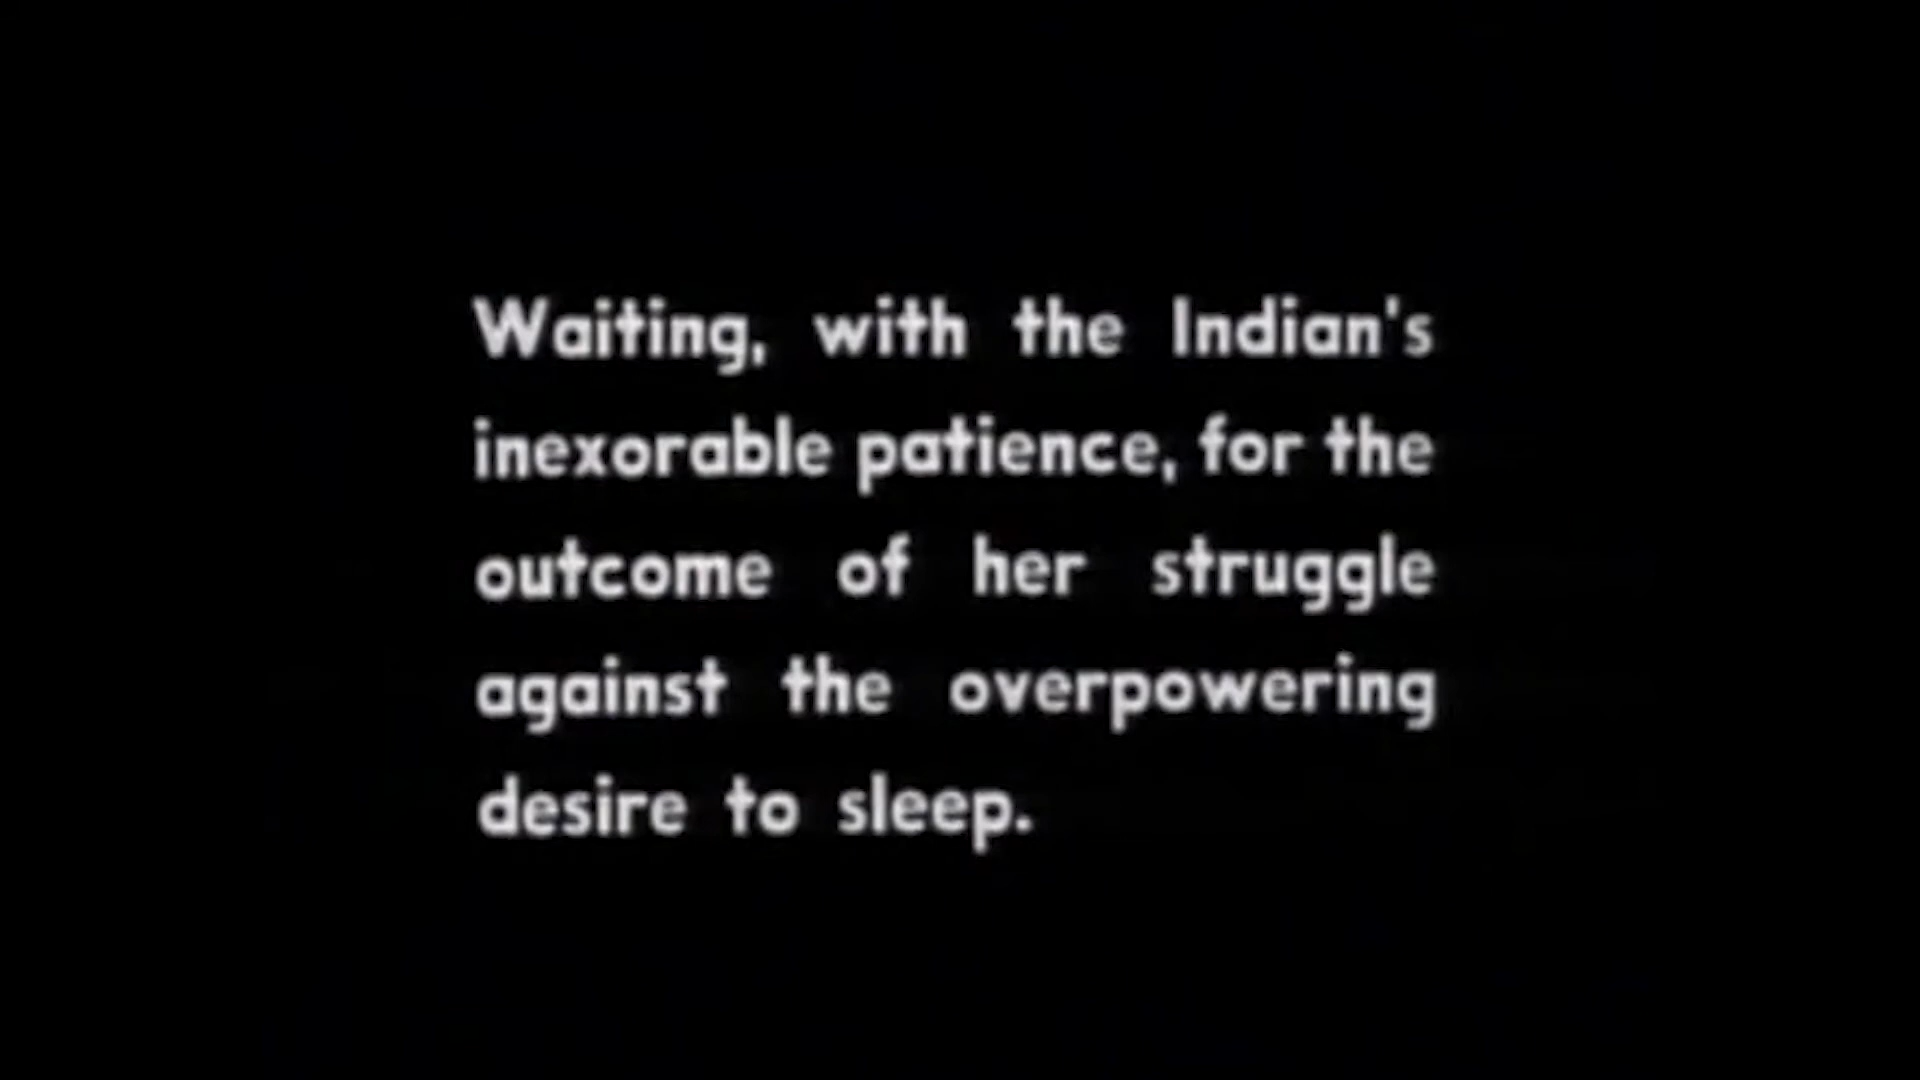 Waiting, with the Indian's
inexorable patience, for the
outcome of her struggle
against the overpowering
desire to sleep.